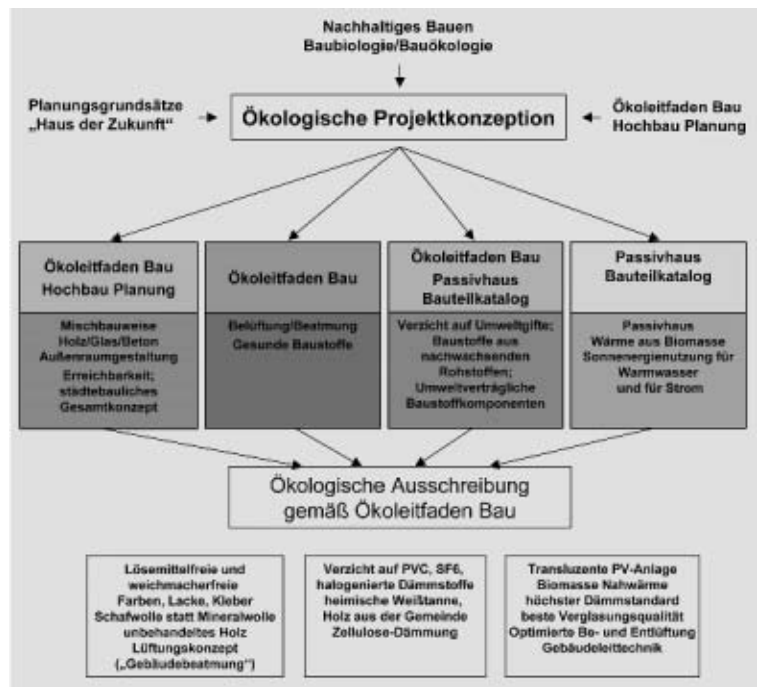 Nachhaltiges Bauen
Baubiologie/Bauökologie
Planungsgrundsätze
„Haus der Zukunft“
Ökologische Projektkonzeption
Ökoleitfaden Bau
Hochbau Planung
Ökoleitfaden Bau
Hochbau Planung
Mischbauweise
Holz/Glas/Beton
Außenraumgestaltung
Erreichbarkeit;
städtebauliches
Gesamtkonzept
Ökoleitfaden Bau
Belüftung/Beatmung
Gesunde Baustoffe
Ökoleitfaden Bau
Passivhaus
Bauteilkatalog
Verzicht auf Umweltgifte;
Baustoffe aus
nachwachsenden
Rohstoffen;
Umweltverträgliche
Baustoffkomponenten
Passivhaus
Bauteilkatalog
Passivhaus
Wärme aus Biomasse
Sonnenergienutzung für
Warmwasser
und für Strom
Ökologische Ausschreibung
gemäß Ökoleitfaden Bau
Lösemittelfreie und
weichmacherfreie
Farben, Lacke, Kleber
Schafwolle statt Mineralwolle
unbehandeltes Holz
Lüftungskonzept
(„Gebäudebeatmung“)
Verzicht auf PVC, SF6,
halogenierte Dämmstoffe
heimische Weißtanne,
Holz aus der Gemeinde
Zellulose-Dämmung
Transluzente PV-Anlage
Biomasse Nahwärme
höchster Dämmstandard
beste Verglasungsqualität
Optimierte Be- und Entlüftung
Gebäudeleittechnik